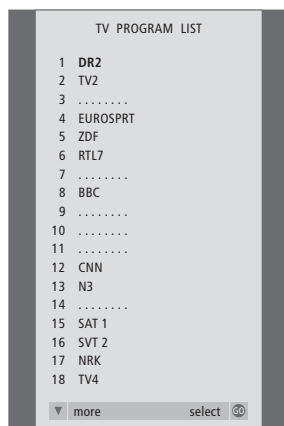 TV PROGRAM LIST
1 DR2
2 TV2
3 ........
4 EUROSPRT
5 ZDF
6 RTL7
7 ........
8 BBC
9 ........
10 ........
11 ........
12 CNN
13 N3
14 ........
15 SAT 1
16 SVT 2
17 NRK
18 TV4
▼ more select GO